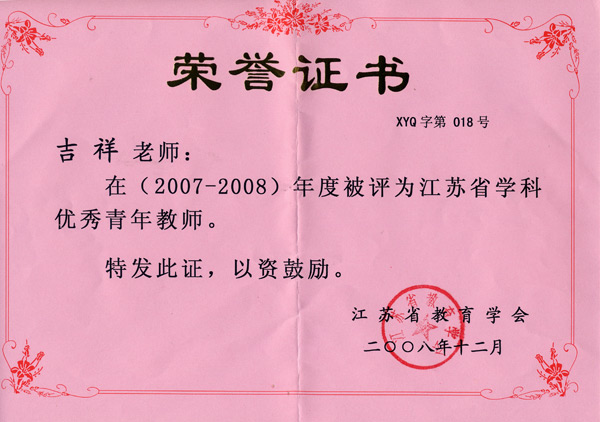 荣誉证书
XYQ 字第 018 号
吉祥 老师：
在（2007-2008）年度被评为江苏省学科
优秀青年教师。
特发此证，以资鼓励。
江苏省教育学会
二〇〇八年十二月